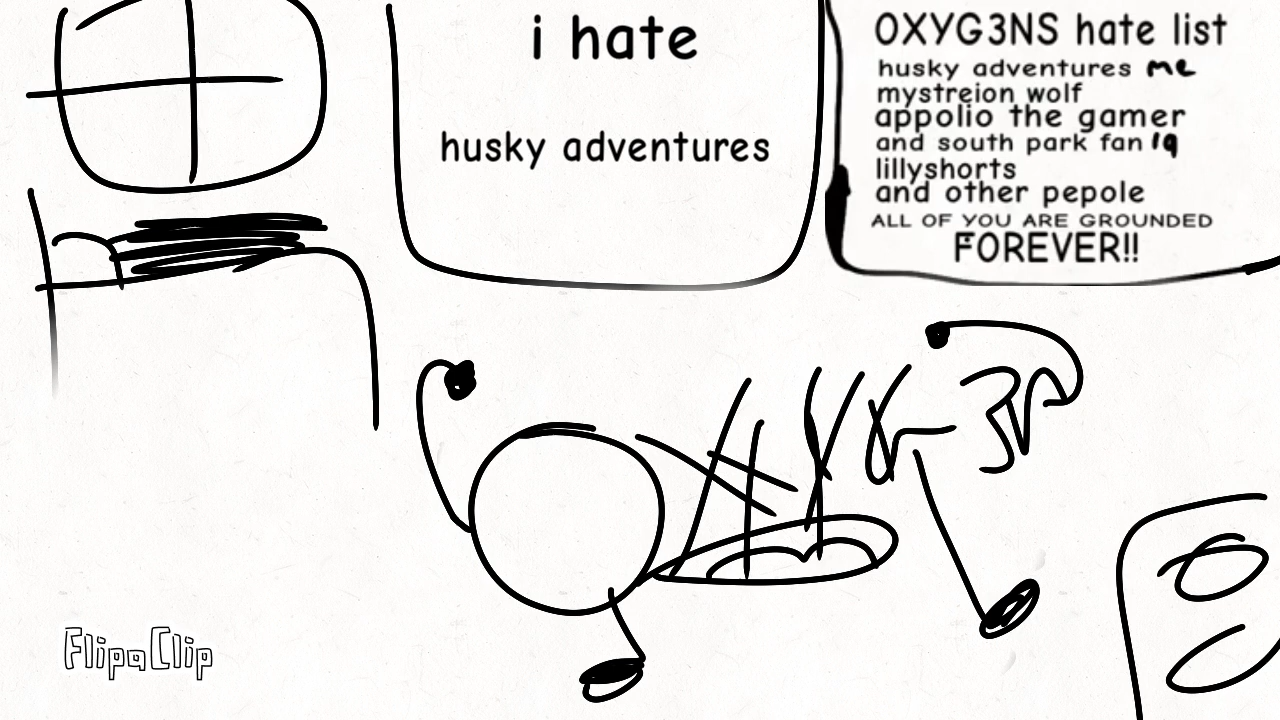 i hate
husky adventures
OXYG3NS hate list
husky adventures me
mystreion wolf
appolio the gamer
and south park fan 19
lillyshorts
and other pepole
ALL OF YOU ARE GROUNDED
FOREVER!!
FlipaClip